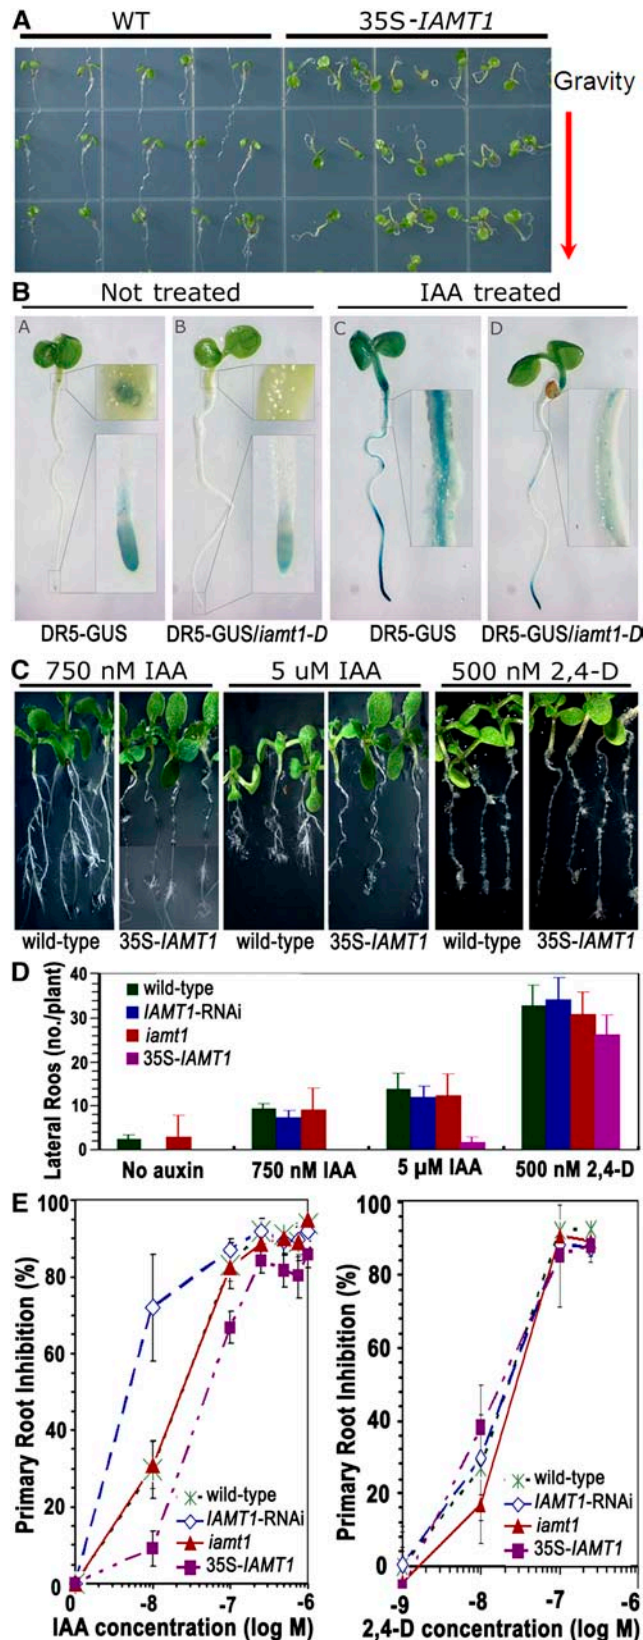 A
WT 35S-IAMT1
Gravity
B
Not treated IAA treated
A B C D
DR5-GUS DR5-GUS/iamt1-D DR5-GUS DR5-GUS/iamt1-D
C
750 nM IAA 5 uM IAA 500 nM 2,4-D
wild-type 35S-IAMT1 wild-type 35S-IAMT1 wild-type 35S-IAMT1
D
Lateral Roos (no./plant)
40
30
20
10
0
wild-type
IAMT1-RNAi
iamt1
35S-IAMT1
No auxin 750 nM IAA 5 µM IAA 500 nM 2,4-D
E
Primary Root Inhibition (%)
100
80
60
40
20
0
wild-type
IAMT1-RNAi
iamt1
35S-IAMT1
0 -8 -7 -6
IAA concentration (log M)
Primary Root Inhibition (%)
100
80
60
40
20
0
wild-type
IAMT1-RNAi
iamt1
35S-IAMT1
-9 -8 -7 -6
2,4-D concentration (log M)